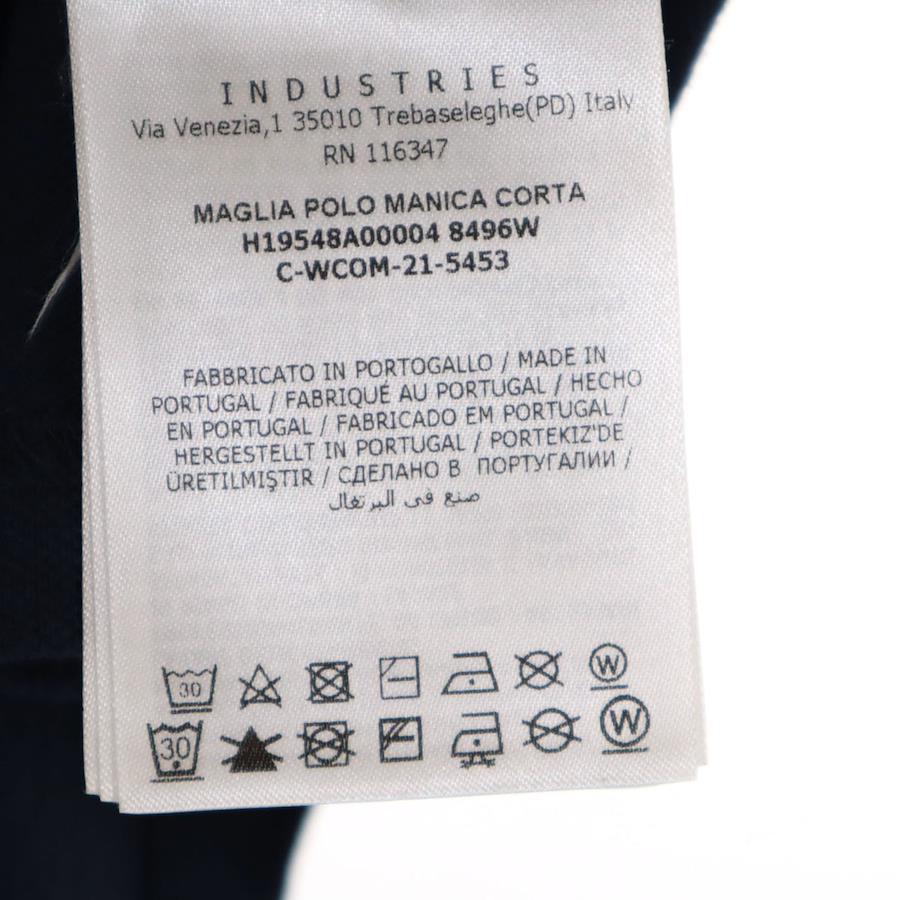 INDUSTRIES
Via Venezia,1 35010 Trebaseleghe(PD) Italy
RN 116347
MAGLIA POLO MANICA CORTA
H19548A00004 8496W
C-WCOM-21-5453
FABBRICATO IN PORTOGALLO / MADE IN
PORTUGAL / FABRIQUÉ AU PORTUGAL / HECHO
EN PORTUGAL / FABRICADO EM PORTUGAL /
HERGESTELLT IN PORTUGAL / PORTEKIZ'DE
ÜRETILMIŞTIR / СДЕЛАНО В ПОРТУГАЛИИ /
صنع في البرتغال
30 W
30 W